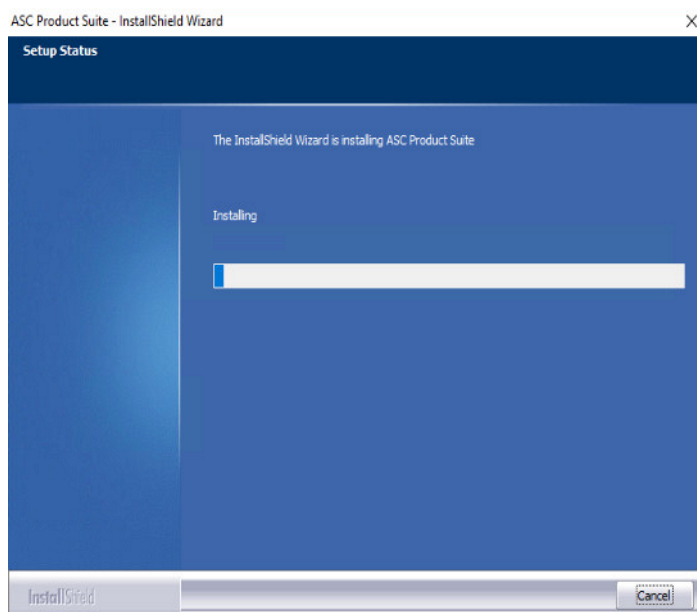 ASC Product Suite - InstallShield Wizard
Setup Status
The InstallShield Wizard is installing ASC Product Suite
Installing
InstallShield
Cancel